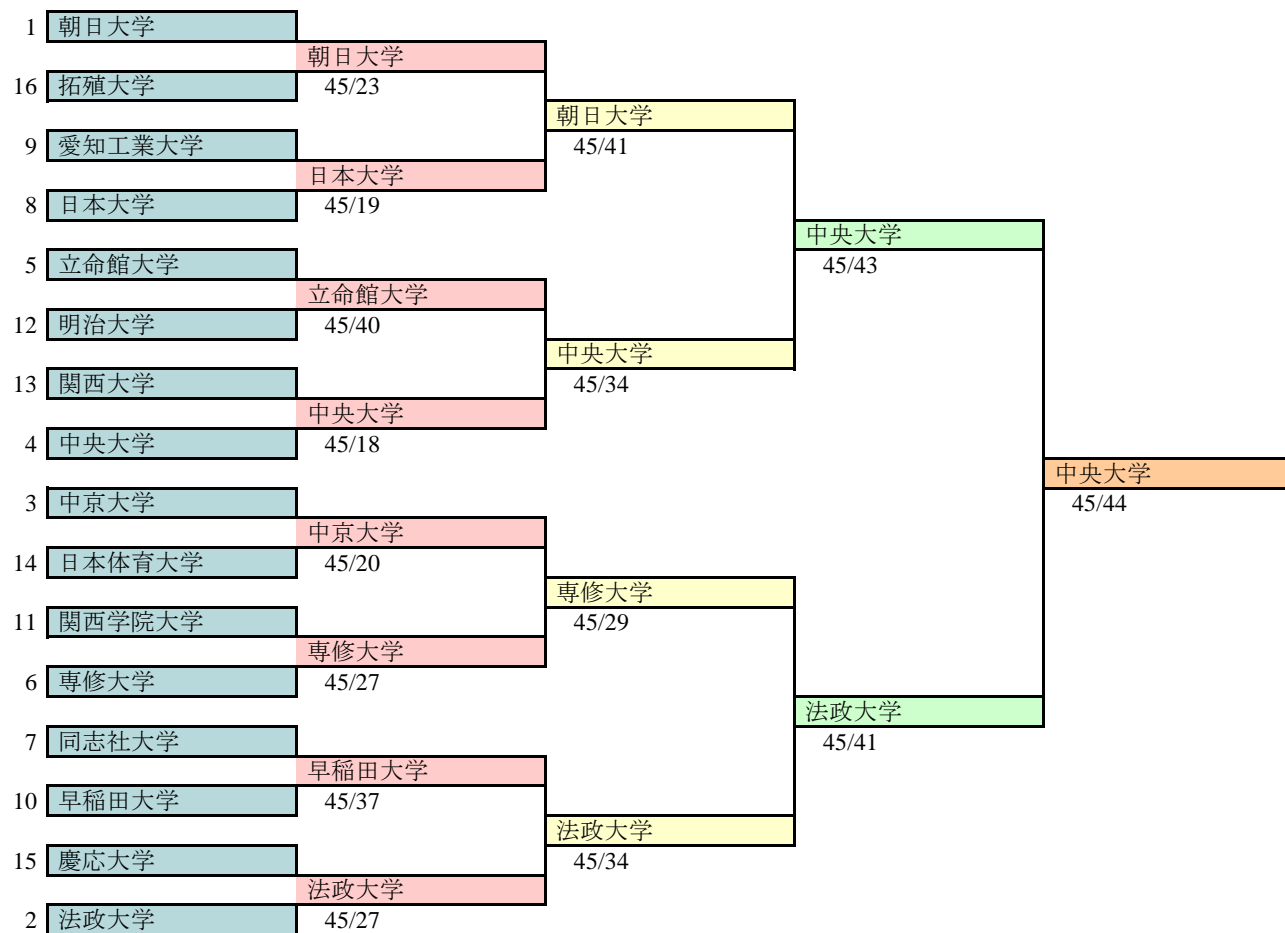 1 朝日大学
朝日大学
16 拓殖大学 45/23
朝日大学
9 愛知工業大学 45/41
日本大学
8 日本大学 45/19
中央大学
5 立命館大学 45/43
立命館大学
12 明治大学 45/40
中央大学
13 関西大学 45/34
中央大学
4 中央大学 45/18
中央大学
3 中京大学 45/44
中京大学
14 日本体育大学 45/20
専修大学
11 関西学院大学 45/29
専修大学
6 専修大学 45/27
法政大学
7 同志社大学 45/41
早稲田大学
10 早稲田大学 45/37
法政大学
15 慶応大学 45/34
法政大学
2 法政大学 45/27